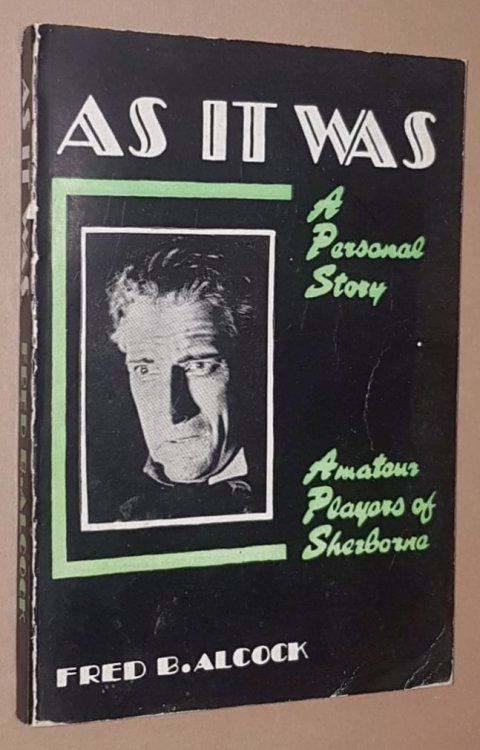 AS IT WAS
A
Personal
Story
Amateur
Players of
Sherborne
FRED B. ALCOCK
AS IT WAS FRED B. ALCOCK